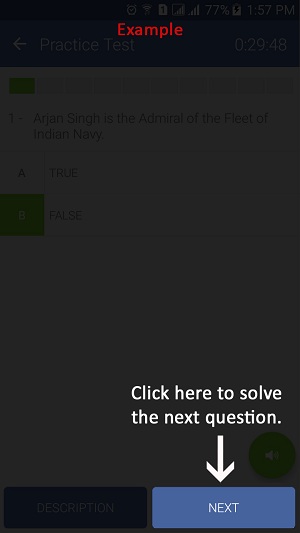 77% 1:57 PM
Example
Practice Test 0:29:48
1 - Arjan Singh is the Admiral of the Fleet of
Indian Navy.
A TRUE
B FALSE
Click here to solve
the next question.
DESCRIPTION NEXT